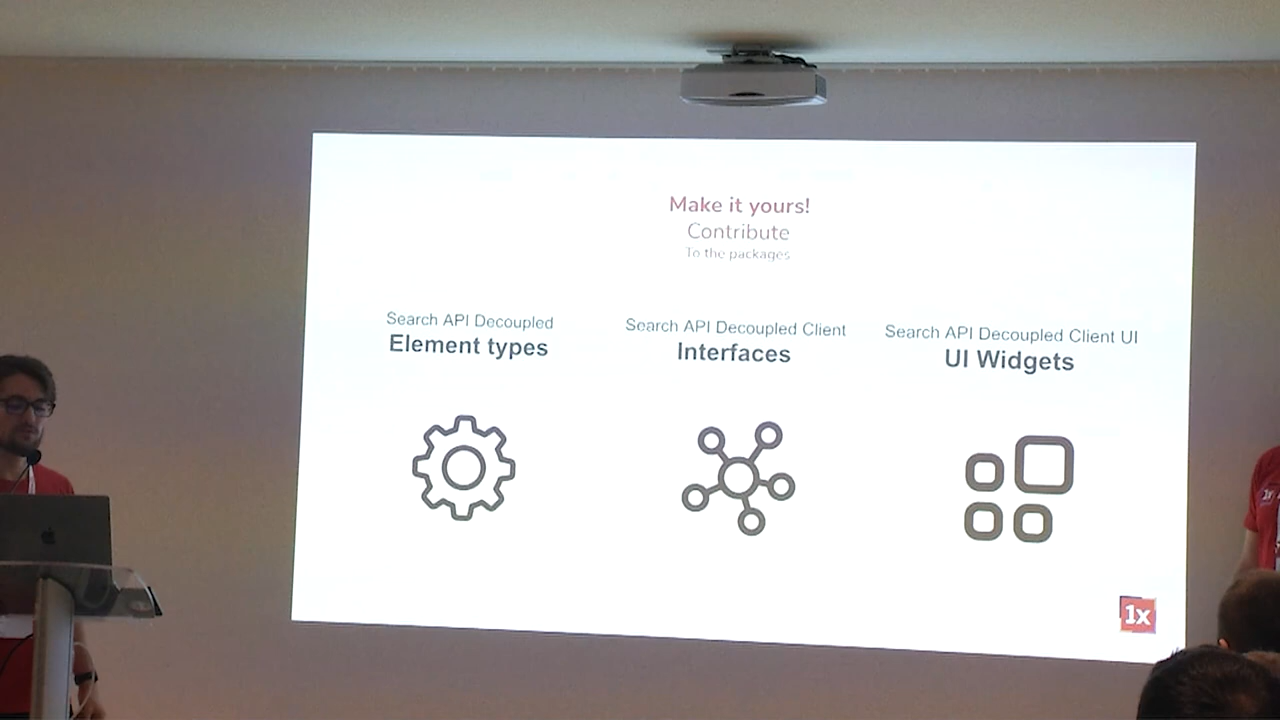 Make it yours!
Contribute
To the packages
Search API Decoupled
Element types
Search API Decoupled Client
Interfaces
Search API Decoupled Client UI
UI Widgets
1x